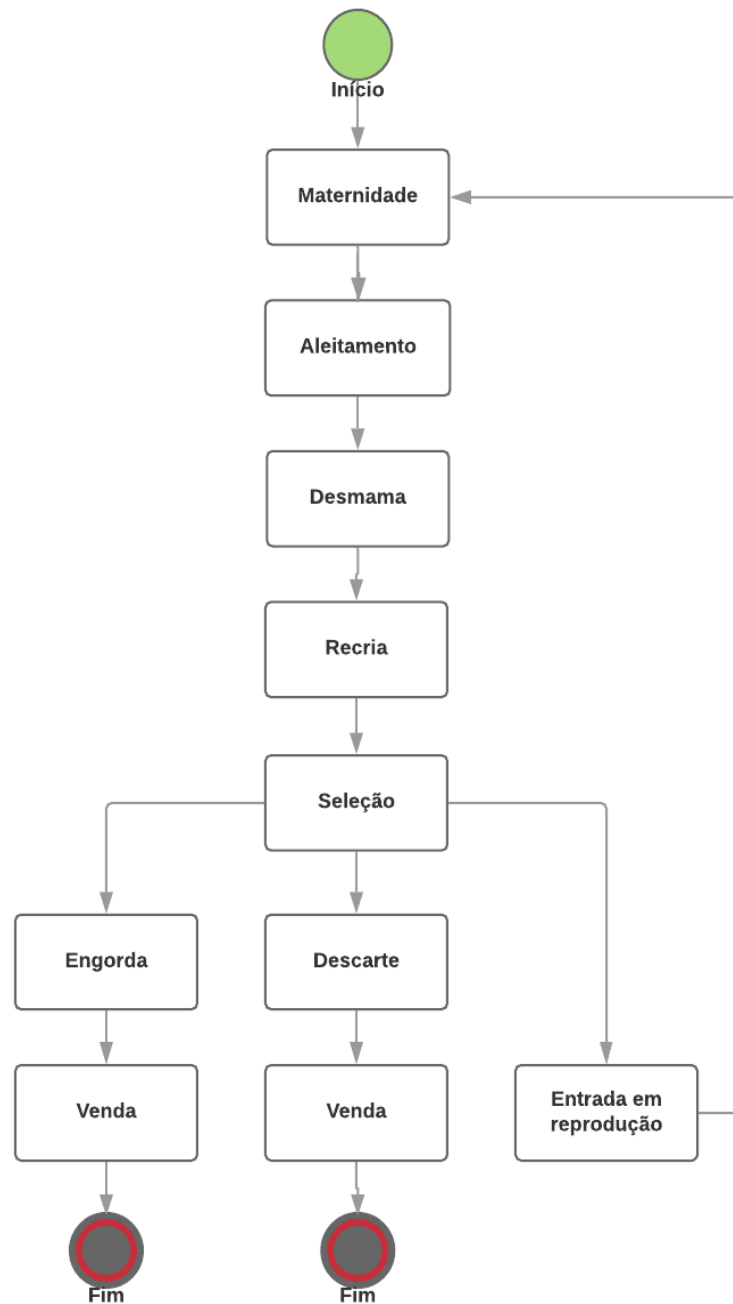 Início
Maternidade
Aleitamento
Desmama
Recria
Seleção
Engorda
Descarte
Venda
Venda
Entrada em
reprodução
Fim
Fim